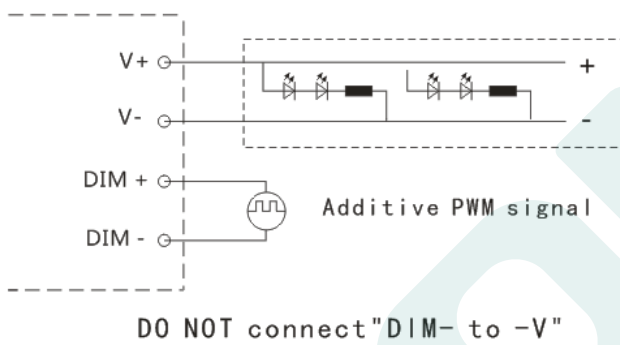 V+
+
V-
-
DIM +
Additive PWM signal
DIM -
DO NOT connect"DIM- to -V"